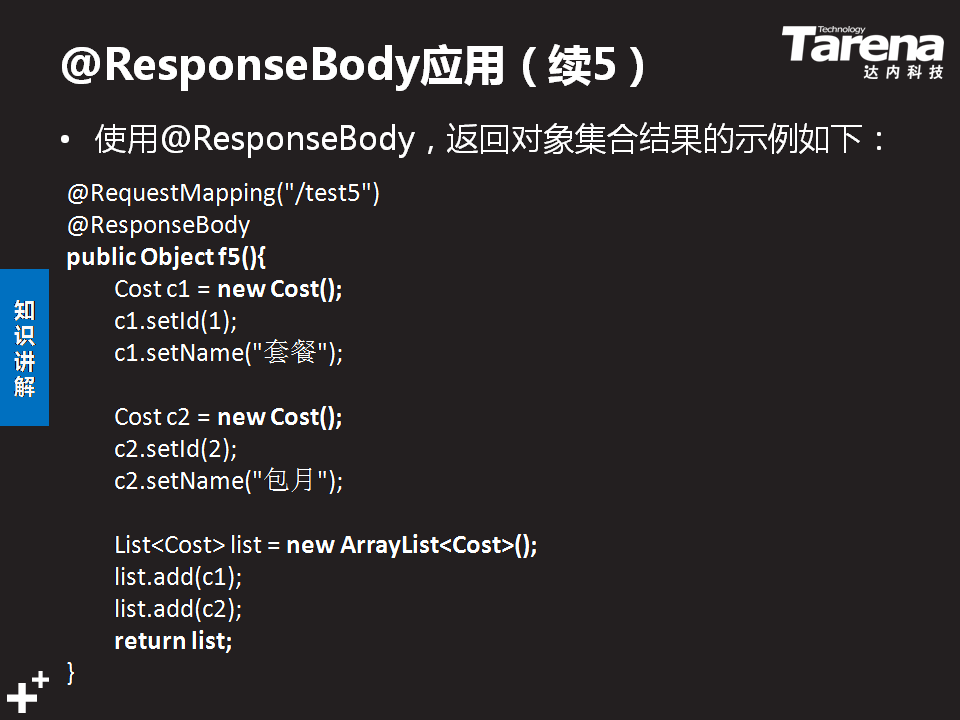 @ResponseBody应用（续5）
Technology
Tarena
达内科技
• 使用@ResponseBody，返回对象集合结果的示例如下：
@RequestMapping("/test5")
@ResponseBody
public Object f5(){
Cost c1 = new Cost();
c1.setId(1);
c1.setName("套餐");
Cost c2 = new Cost();
c2.setId(2);
c2.setName("包月");
List<Cost> list = new ArrayList<Cost>();
list.add(c1);
list.add(c2);
return list;
}
知识讲解